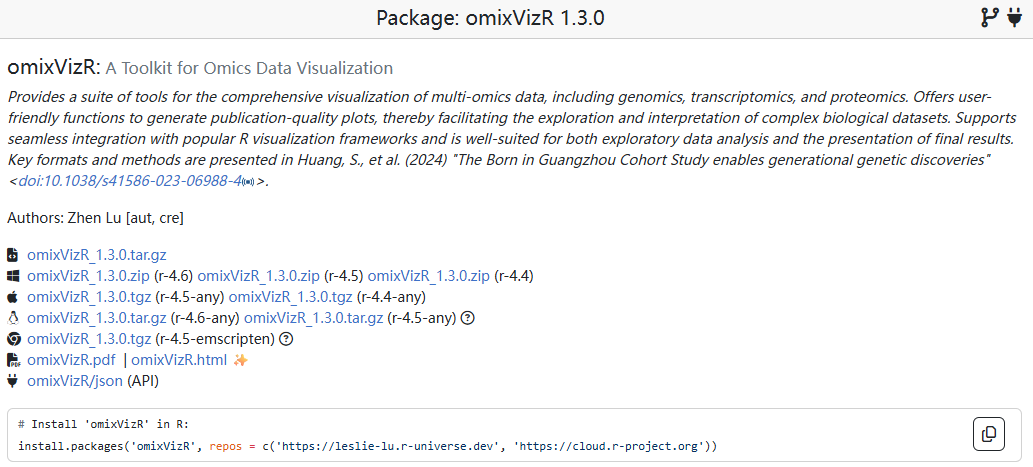 Package: omixVizR 1.3.0
omixVizR: A Toolkit for Omics Data Visualization
Provides a suite of tools for the comprehensive visualization of multi-omics data, including genomics, transcriptomics, and proteomics. Offers user-
friendly functions to generate publication-quality plots, thereby facilitating the exploration and interpretation of complex biological datasets. Supports
seamless integration with popular R visualization frameworks and is well-suited for both exploratory data analysis and the presentation of final results.
Key formats and methods are presented in Huang, S., et al. (2024) "The Born in Guangzhou Cohort Study enables generational genetic discoveries"
<doi:10.1038/s41586-023-06988-4>.
Authors: Zhen Lu [aut, cre]
omixVizR_1.3.0.tar.gz
omixVizR_1.3.0.zip (r-4.6) omixVizR_1.3.0.zip (r-4.5) omixVizR_1.3.0.zip (r-4.4)
omixVizR_1.3.0.tgz (r-4.5-any) omixVizR_1.3.0.tgz (r-4.4-any)
omixVizR_1.3.0.tar.gz (r-4.6-any) omixVizR_1.3.0.tar.gz (r-4.5-any)
omixVizR_1.3.0.tgz (r-4.5-emscripten)
omixVizR.pdf | omixVizR.html
omixVizR/json (API)
# Install 'omixVizR' in R:
install.packages('omixVizR', repos = c('https://leslie-lu.r-universe.dev', 'https://cloud.r-project.org'))